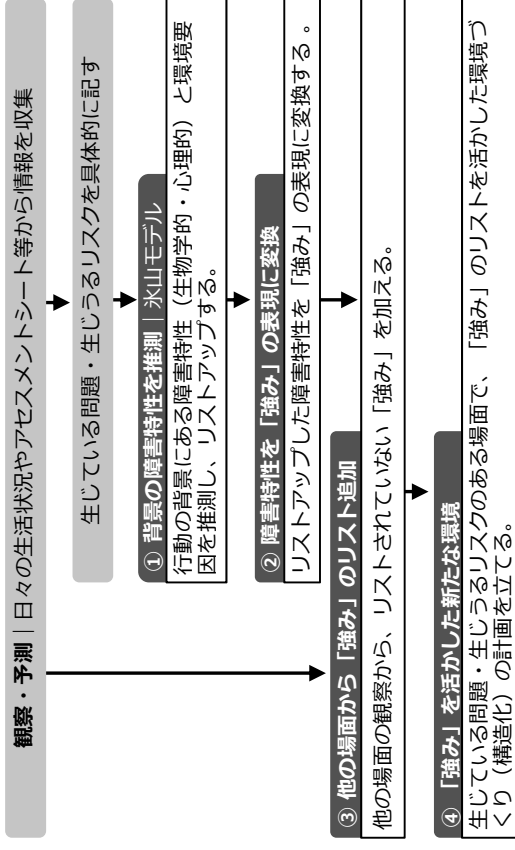 観察・予測｜日々の生活状況やアセスメントシート等から情報を収集
生じている問題・生じうるリスクを具体的に記す
① 背景の障害特性を推測｜氷山モデル
行動の背景にある障害特性（生物学的・心理的）と環境要
因を推測し、リストアップする。
② 障害特性を「強み」の表現に変換
リストアップした障害特性を「強み」の表現に変換する。
③ 他の場面から「強み」のリスト追加
他の場面の観察から、リストされていない「強み」を加える。
④ 「強み」を活かした新たな環境
生じている問題・生じうるリスクのある場面で、「強み」のリストを活かした環境づ
くり（構造化）の計画を立てる。